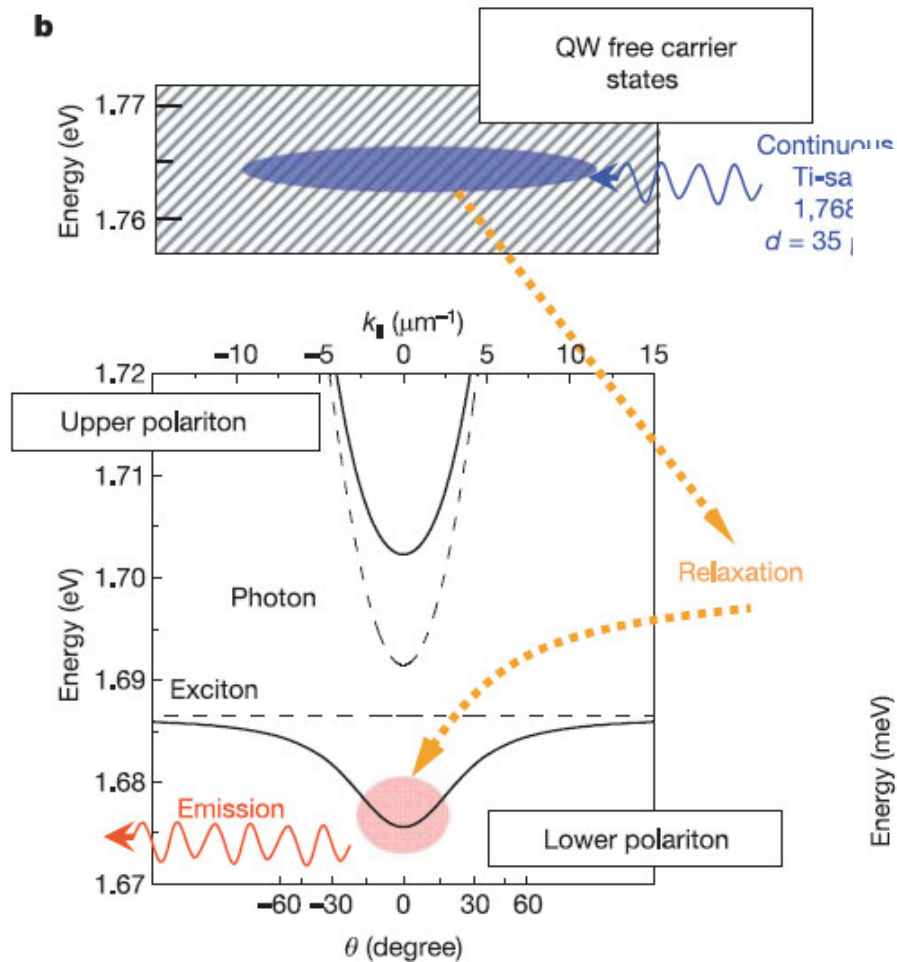 b
QW free carrier
states
1.77
1.76
Energy (eV)
Continuous
Ti-sa
1,768
d = 35
k∥ (μm−1)
−10 −5 0 5 10 15
1.72
1.71
1.70
1.69
1.68
1.67
Energy (eV)
Upper polariton
Photon
Relaxation
Exciton
Emission
Lower polariton
Energy (meV)
−60 −30 0 30 60
θ (degree)